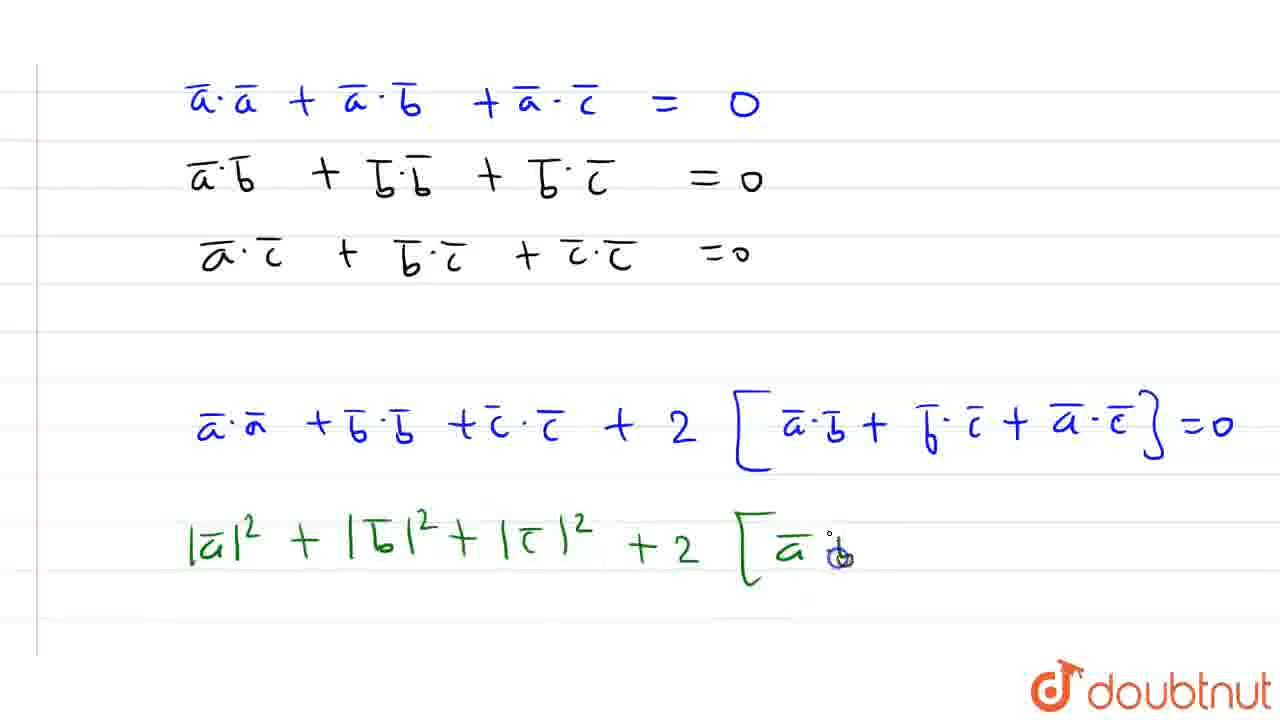 a̅·a̅ + a̅·b̅ + a̅·c̅ = 0
a̅·b̅ + b̅·b̅ + b̅·c̅ = 0
a̅·c̅ + b̅·c̅ + c̅·c̅ = 0
a̅·a̅ + b̅·b̅ + c̅·c̅ + 2 [a̅·b̅ + b̅·c̅ + a̅·c̅} = 0
|a̅|² + |b̅|² + |c̅|² + 2 [a̅
doubtnut